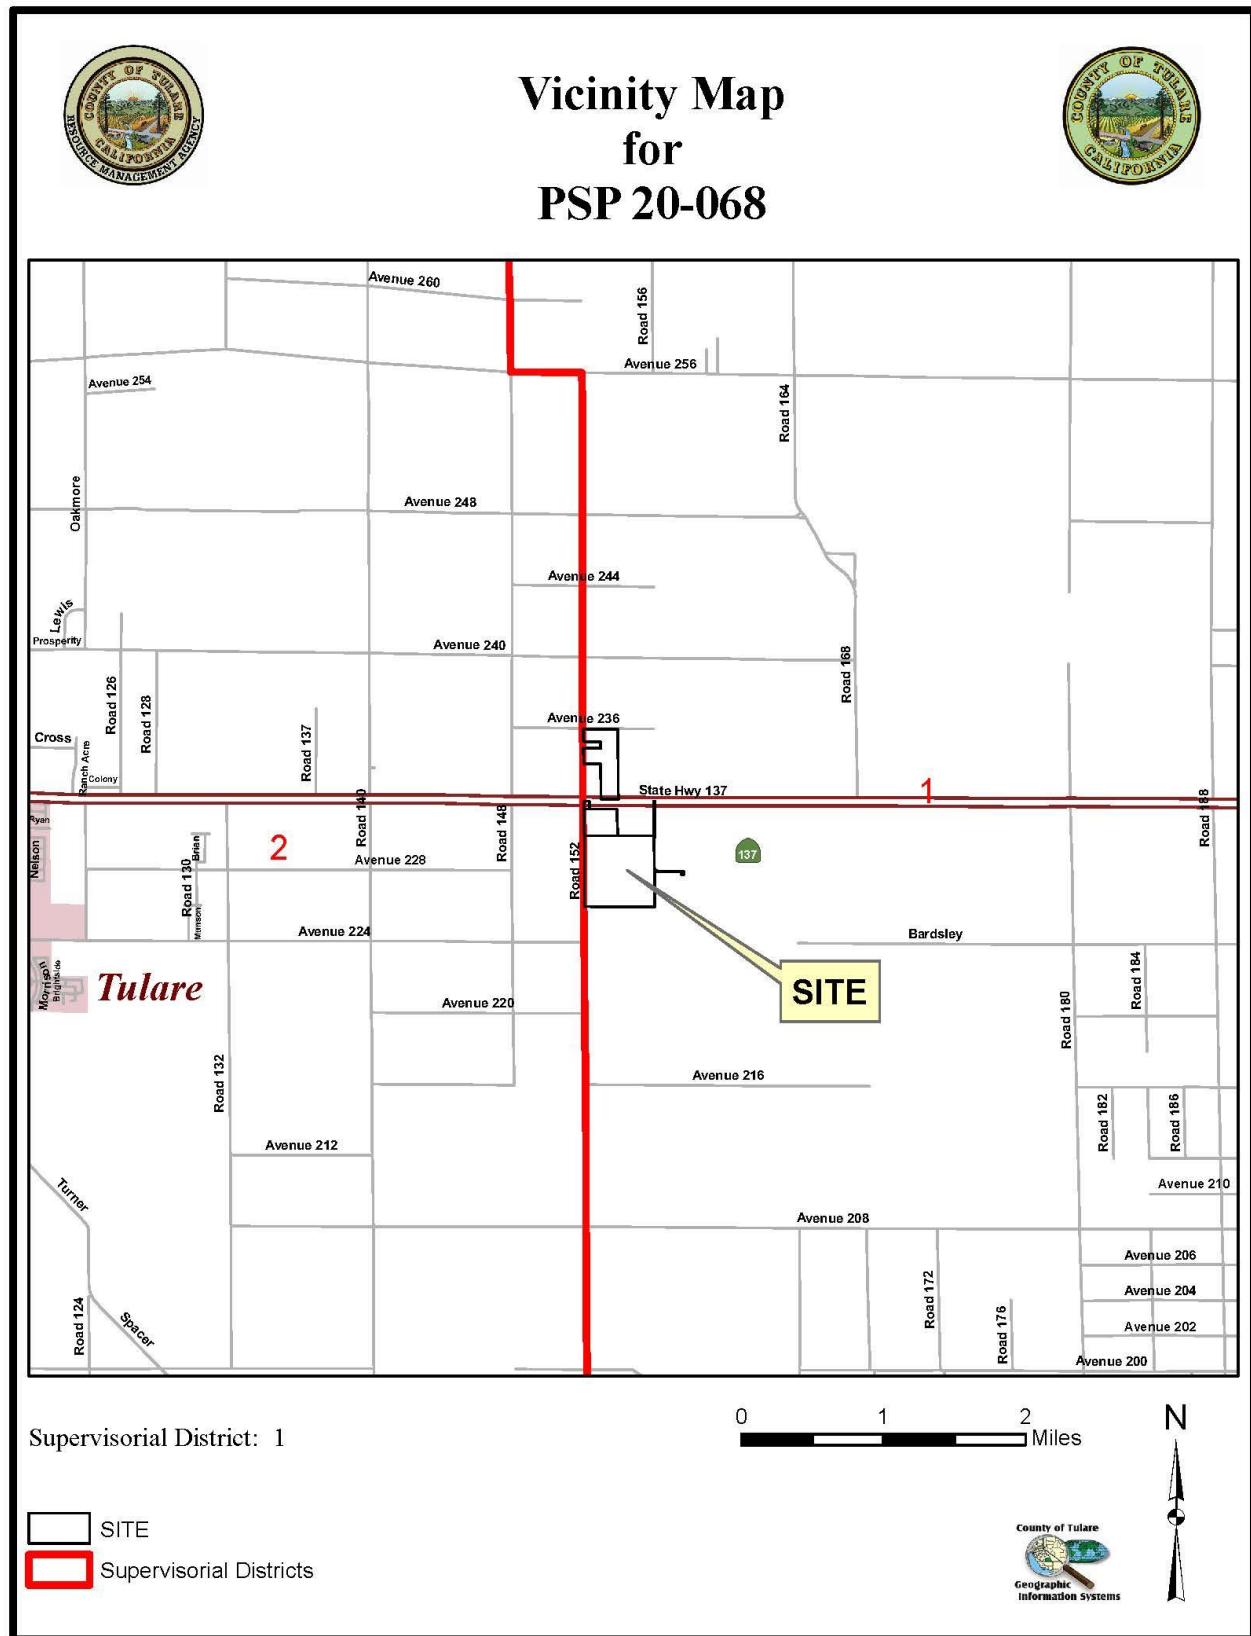 COUNTY OF TULARE
CALIFORNIA
RESOURCE MANAGEMENT AGENCY
Vicinity Map
for
PSP 20-068
COUNTY OF TULARE
CALIFORNIA
Avenue 260
Road 156
Avenue 256
Avenue 254
Road 164
Oakmore
Avenue 248
Avenue 244
Lewis
Prosperity
Avenue 240
Road 168
Road 126
Road 128
Road 137
Avenue 236
Cross
Ranch Acre
Colony
State Hwy 137
1
Road 140
Road 148
Road 188
Ryan
Nelson
2
Brian
Road 130
Avenue 228
Road 152
137
Avenue 224
Bardsley
Morrison
Brightside
Tulare
SITE
Avenue 220
Road 180
Road 184
Road 132
Avenue 216
Road 182
Road 186
Avenue 212
Turner
Avenue 210
Avenue 208
Avenue 206
Road 172
Avenue 204
Road 124
Spacer
Road 176
Avenue 202
Avenue 200
Supervisorial District: 1
0 1 2
Miles
N
SITE
Supervisorial Districts
County of Tulare
Geographic
Information Systems